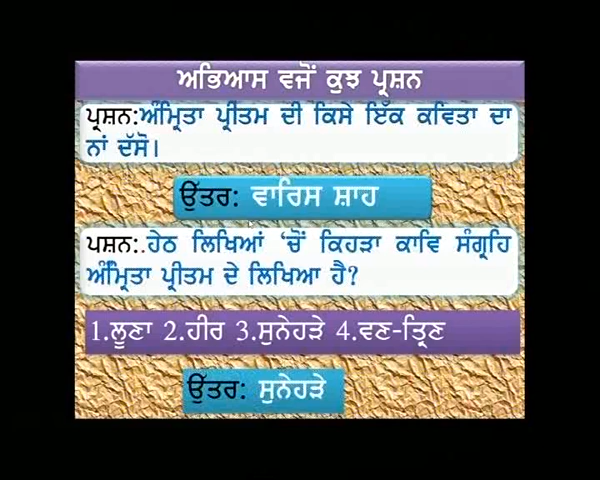 ਅਭਿਆਸ ਵਜੋਂ ਕੁਝ ਪ੍ਰਸ਼ਨ
ਪ੍ਰਸ਼ਨ:ਅੰਮ੍ਰਿਤਾ ਪ੍ਰੀਤਮ ਦੀ ਕਿਸੇ ਇੱਕ ਕਵਿਤਾ ਦਾ
ਨਾਂ ਦੱਸੋ।
ਉੱਤਰ: ਵਾਰਿਸ ਸ਼ਾਹ
ਪਸ਼ਨ:.ਹੇਠ ਲਿਖਿਆਂ ‘ਚੋਂ ਕਿਹੜਾ ਕਾਵਿ ਸੰਗ੍ਰਹਿ
ਅੰਮ੍ਰਿਤਾ ਪ੍ਰੀਤਮ ਦੇ ਲਿਖਿਆ ਹੈ?
1.ਲੂਣਾ 2.ਹੀਰ 3.ਸੁਨੇਹੜੇ 4.ਵਣ-ਤ੍ਰਿਣ
ਉੱਤਰ: ਸੁਨੇਹੜੇ